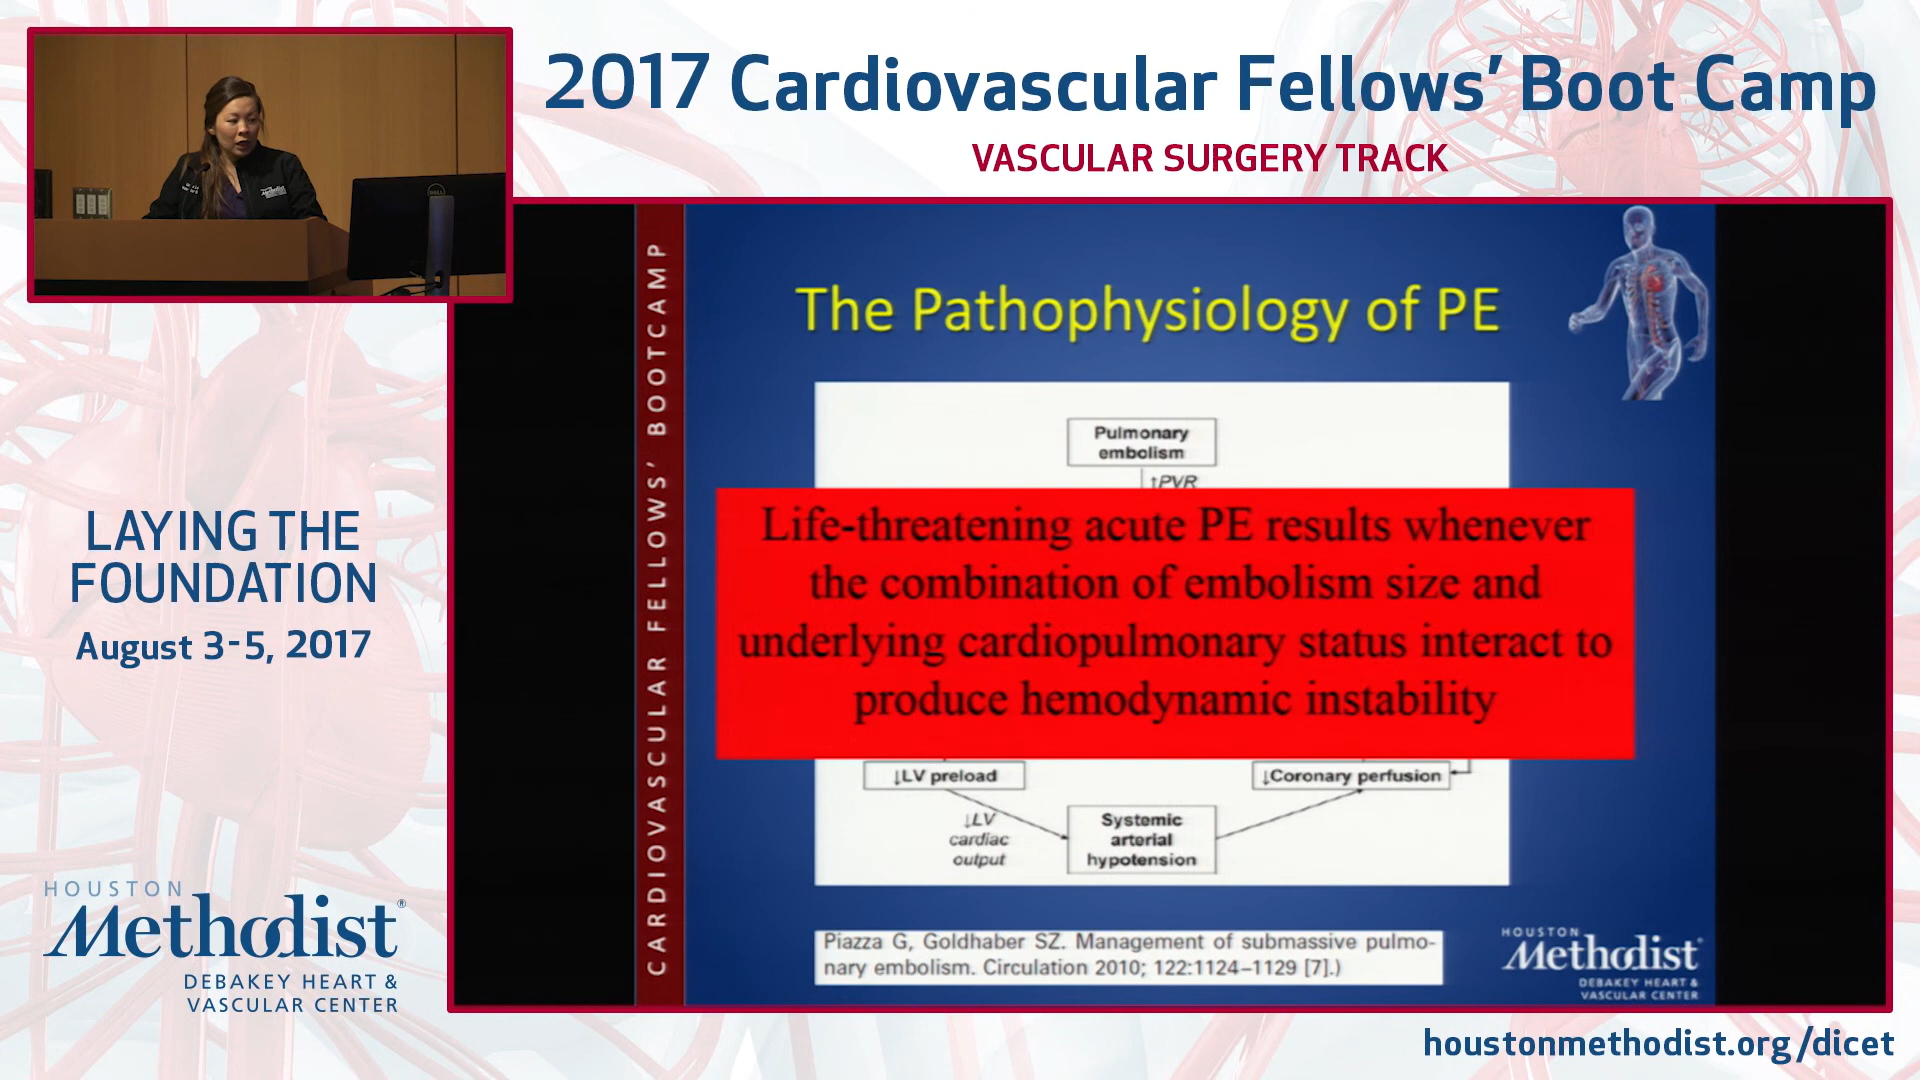 2017 Cardiovascular Fellows’ Boot Camp
VASCULAR SURGERY TRACK
LAYING THE
FOUNDATION
August 3-5, 2017
HOUSTON
Methodist®
DEBAKEY HEART &
VASCULAR CENTER
CARDIOVASCULAR FELLOWS’ BOOTCAMP
The Pathophysiology of PE
Pulmonary
embolism
↑PVR
Life-threatening acute PE results whenever
the combination of embolism size and
underlying cardiopulmonary status interact to
produce hemodynamic instability
↓LV preload
↓Coronary perfusion
↓LV
cardiac
output
Systemic
arterial
hypotension
Piazza G, Goldhaber SZ. Management of submassive pulmo-
nary embolism. Circulation 2010; 122:1124–1129 [7].)
HOUSTON
Methodist
DEBAKEY HEART &
VASCULAR CENTER
houstonmethodist.org/dicet
DELL
Methodist